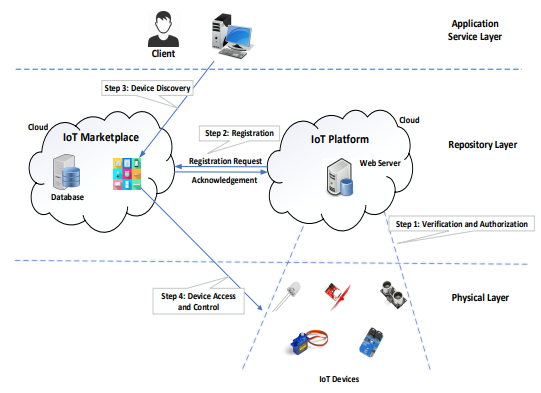 Application
Service Layer
Client
Step 3: Device Discovery
Cloud
IoT Marketplace
Step 2: Registration
IoT Platform
Cloud
Repository Layer
Registration Request
Web Server
Acknowledgement
Database
Step 1: Verification and Authorization
Step 4: Device Access
and Control
Physical Layer
IoT Devices